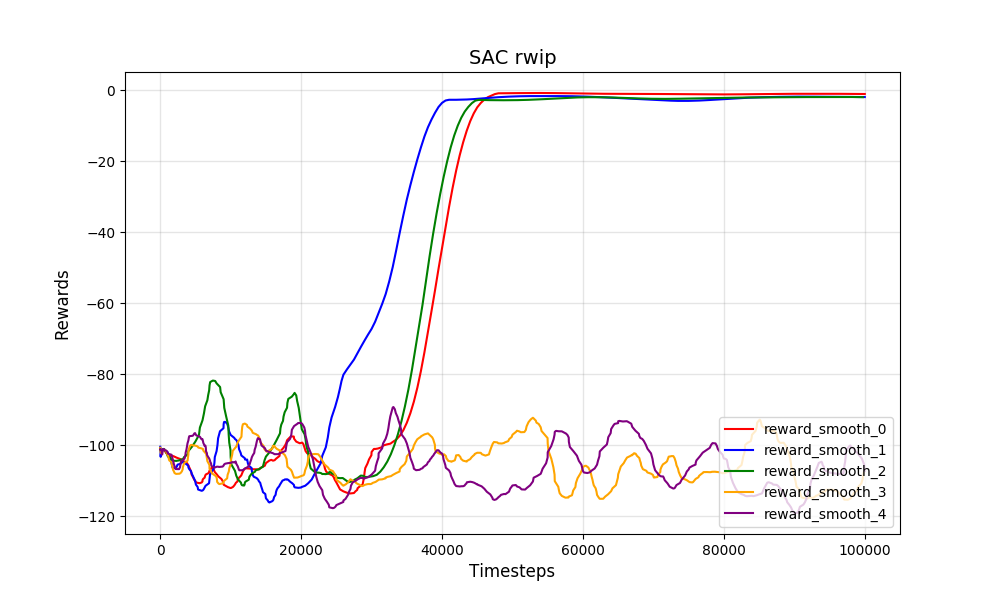 SAC rwip
Rewards
0
−20
−40
−60
−80
−100
−120
0 20000 40000 60000 80000 100000
Timesteps
reward_smooth_0
reward_smooth_1
reward_smooth_2
reward_smooth_3
reward_smooth_4